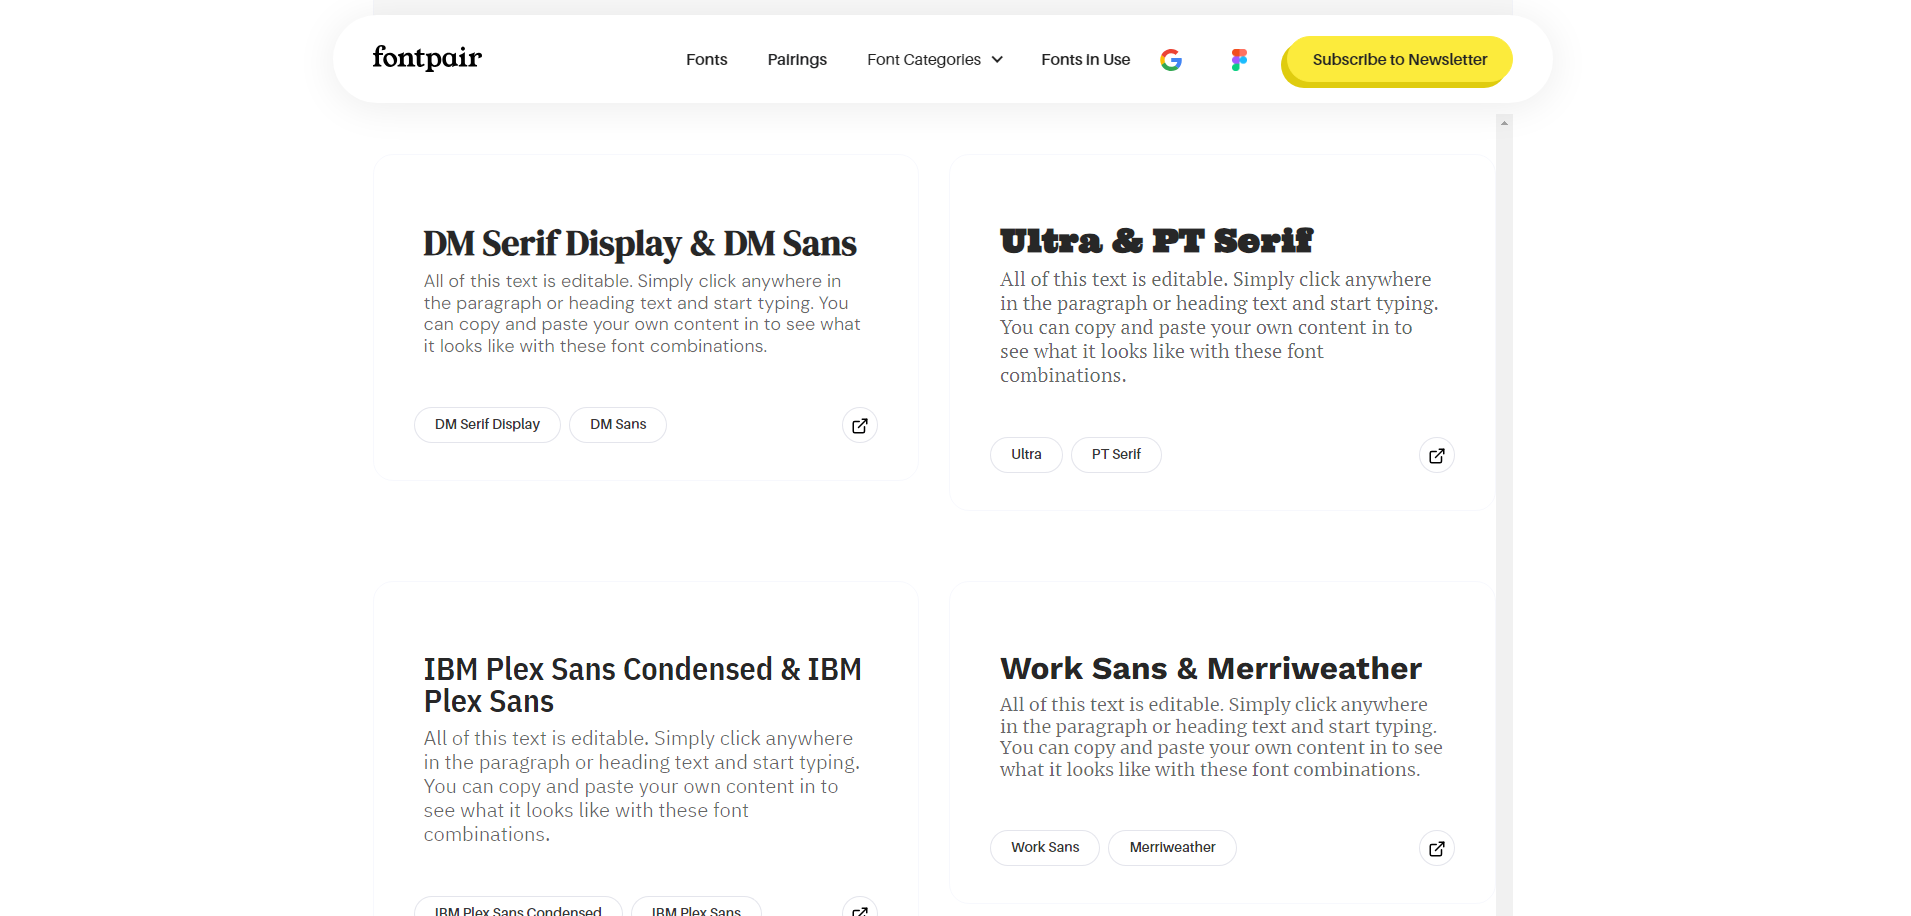 fontpair
Fonts
Pairings
Font Categories
Fonts in Use
Subscribe to Newsletter
DM Serif Display & DM Sans
All of this text is editable. Simply click anywhere in
the paragraph or heading text and start typing. You
can copy and paste your own content in to see what
it looks like with these font combinations.
DM Serif Display
DM Sans
Ultra & PT Serif
All of this text is editable. Simply click anywhere
in the paragraph or heading text and start typing.
You can copy and paste your own content in to
see what it looks like with these font
combinations.
Ultra
PT Serif
IBM Plex Sans Condensed & IBM
Plex Sans
All of this text is editable. Simply click anywhere
in the paragraph or heading text and start typing.
You can copy and paste your own content in to
see what it looks like with these font
combinations.
IBM Plex Sans Condensed
IBM Plex Sans
Work Sans & Merriweather
All of this text is editable. Simply click anywhere
in the paragraph or heading text and start typing.
You can copy and paste your own content in to see
what it looks like with these font combinations.
Work Sans
Merriweather